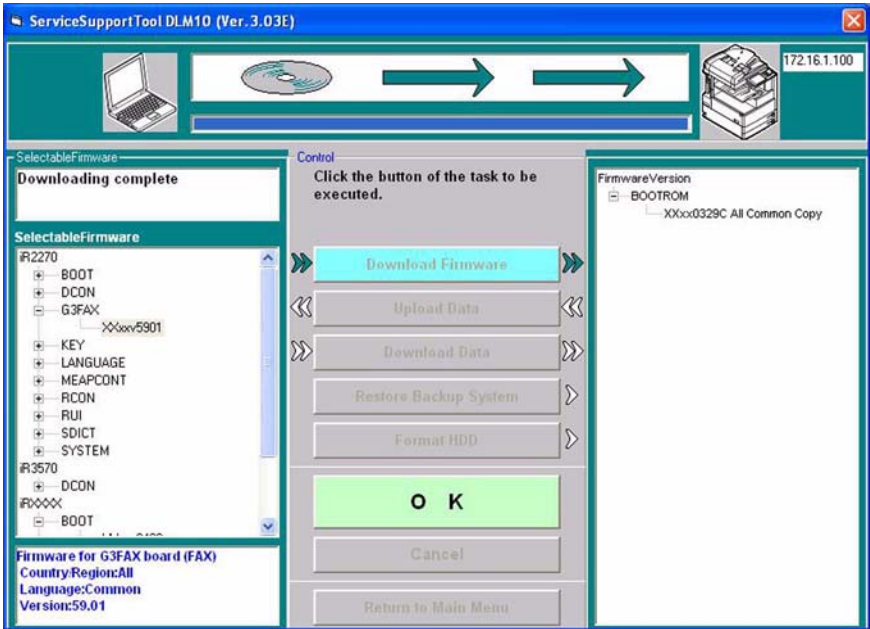 ServiceSupportTool DLM10 (Ver.3.03E)
172.16.1.100
SelectableFirmware
Downloading complete
SelectableFirmware
iR2270
BOOT
DCON
G3FAX
XXxxv5901
KEY
LANGUAGE
MEAPCONT
RCON
RUI
SDICT
SYSTEM
iR3570
DCON
iRXXXX
BOOT
Firmware for G3FAX board (FAX)
Country/Region:All
Language:Common
Version:59.01
Control
Click the button of the task to be
executed.
Download Firmware
Upload Data
Download Data
Restore Backup System
Format HDD
O K
Cancel
Return to Main Menu
FirmwareVersion
BOOTROM
XXxx0329C All Common Copy